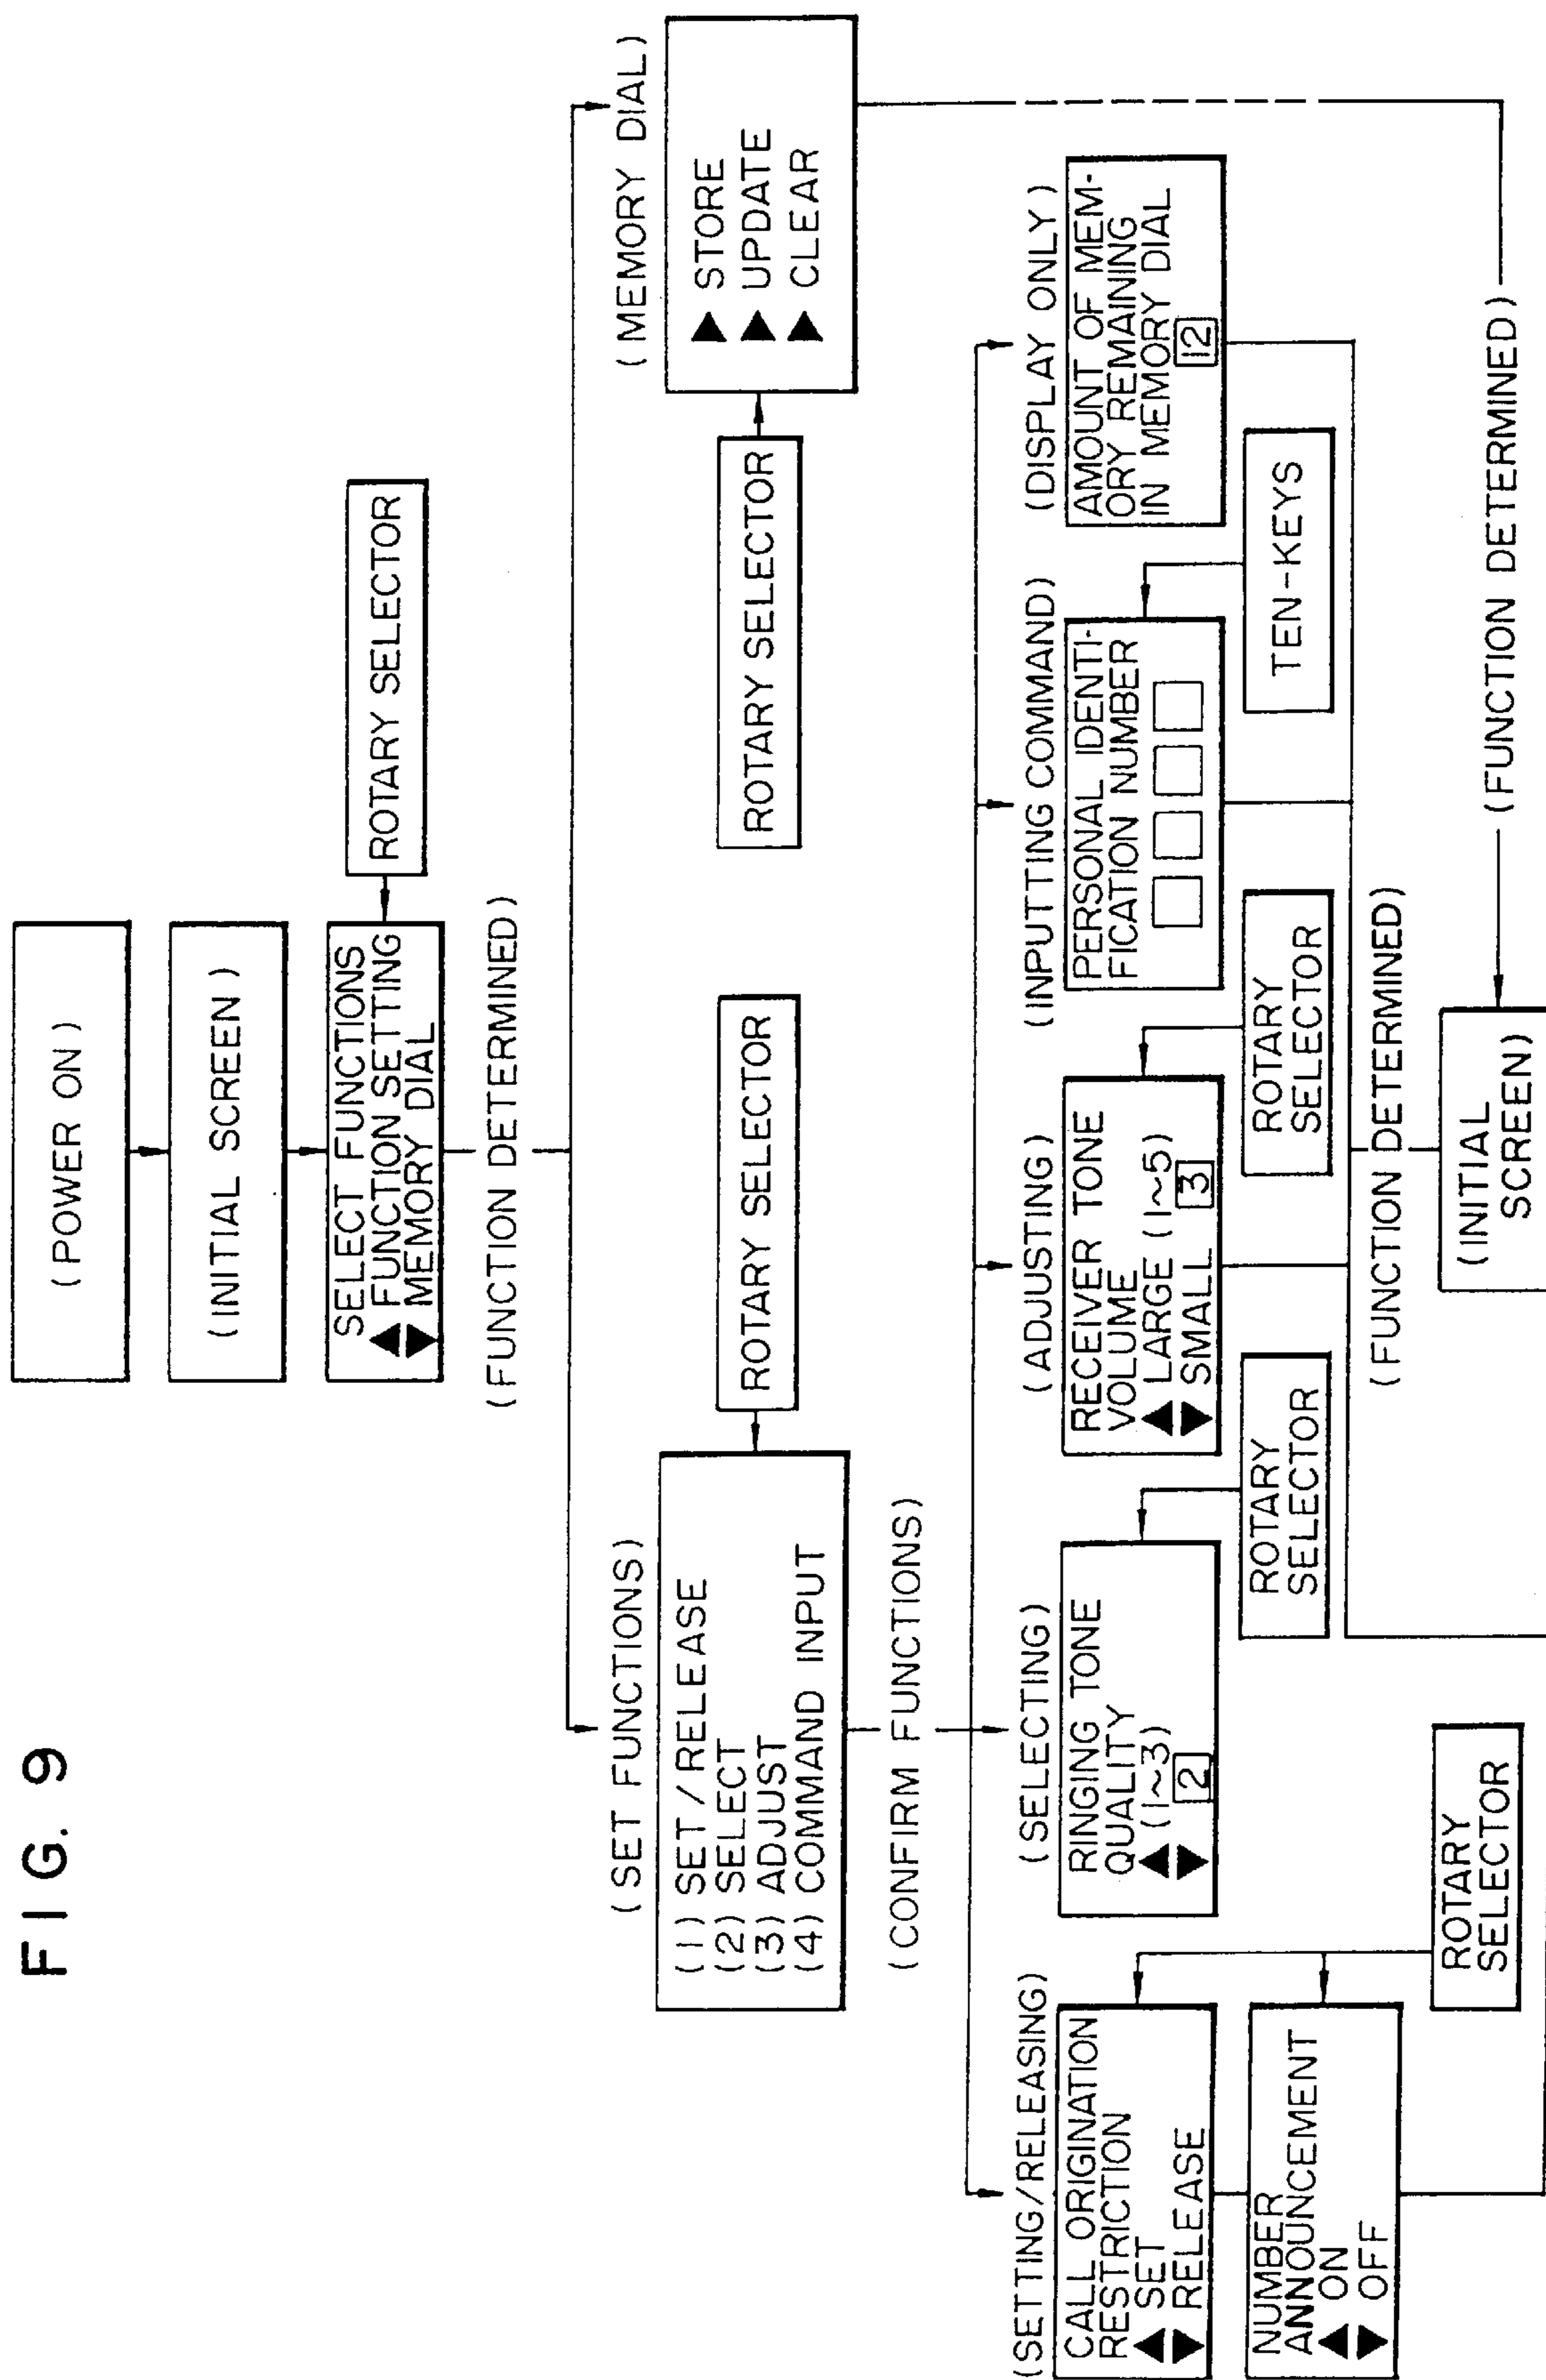 FIG. 9
(POWER ON)
(INITIAL SCREEN)
SELECT FUNCTIONS
▲ FUNCTION SETTING
▼ MEMORY DIAL
ROTARY SELECTOR
(FUNCTION DETERMINED)
(SET FUNCTIONS)
(1) SET/RELEASE
(2) SELECT
(3) ADJUST
(4) COMMAND INPUT
ROTARY SELECTOR
ROTARY SELECTOR
(MEMORY DIAL)
▶ STORE
▶ UPDATE
▶ CLEAR
(CONFIRM FUNCTIONS)
(SETTING/RELEASING)
CALL ORIGINATION
RESTRICTION
▲ SET
▼ RELEASE
NUMBER
ANNOUNCEMENT
▲ ON
▼ OFF
ROTARY
SELECTOR
(SELECTING)
RINGING TONE
QUALITY
▲ (1~3)
▼ 2
ROTARY
SELECTOR
(ADJUSTING)
RECEIVER TONE
VOLUME
▲ LARGE (1~5)
▼ SMALL 3
ROTARY
SELECTOR
(INPUTTING COMMAND)
PERSONAL IDENTI-
FICATION NUMBER
TEN-KEYS
(DISPLAY ONLY)
AMOUNT OF MEM-
ORY REMAINING
IN MEMORY DIAL
12
(FUNCTION DETERMINED)
(INITIAL
SCREEN)
(FUNCTION DETERMINED)